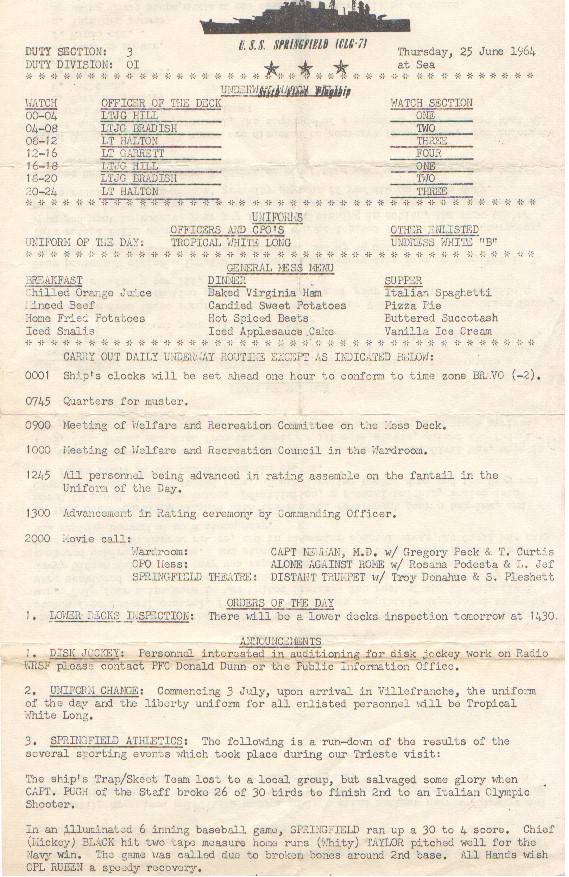 U.S.S. SPRINGFIELD (CLG-7)
DUTY SECTION: 3 Thursday, 25 June 1964
DUTY DIVISION: OI at Sea
Sixth Fleet Flagship
WATCH OFFICER OF THE DECK WATCH SECTION
00-04 LTJG HILL ONE
04-08 LTJG BRADISH TWO
08-12 LT HALTON THREE
12-16 LT GARRETT FOUR
16-18 LTJG HILL ONE
18-20 LTJG BRADISH TWO
20-24 LT HALTON THREE
UNIFORMS
OFFICERS AND CPO'S OTHER ENLISTED
UNIFORM OF THE DAY: TROPICAL WHITE LONG UNDRESS WHITE "B"
GENERAL MESS MENU
BREAKFAST DINNER SUPPER
Chilled Orange Juice Baked Virginia Ham Italian Spaghetti
Minced Beef Candied Sweet Potatoes Pizza Pie
Home Fried Potatoes Hot Spiced Beets Buttered Succotash
Iced Snails Iced Applesauce Cake Vanilla Ice Cream
CARRY OUT DAILY UNDERWAY ROUTINE EXCEPT AS INDICATED BELOW:
0001 Ship's clocks will be set ahead one hour to conform to time zone BRAVO (-2).
0745 Quarters for muster.
0900 Meeting of Welfare and Recreation Committee on the Mess Deck.
1000 Meeting of Welfare and Recreation Council in the Wardroom.
1245 All personnel being advanced in rating assemble on the fantail in the
Uniform of the Day.
1300 Advancement in Rating ceremony by Commanding Officer.
2000 Movie call:
Wardroom: CAPT NEWMAN, M.D. w/ Gregory Peck & T. Curtis
CPO Mess: ALONE AGAINST ROME w/ Rosana Podesta & L. Jef
SPRINGFIELD THEATRE: DISTANT TRUMPET w/ Troy Donahue & S. Pleshett
ORDERS OF THE DAY
1. LOWER DECKS INSPECTION: There will be a lower decks inspection tomorrow at 1430.
ANNOUNCEMENTS
1. DISK JOCKEY: Personnel interested in auditioning for disk jockey work on Radio
WRSF please contact PFC Donald Dunn or the Public Information Office.
2. UNIFORM CHANGE: Commencing 3 July, upon arrival in Villefranche, the uniform
of the day and the liberty uniform for all enlisted personnel will be Tropical
White Long.
3. SPRINGFIELD ATHLETICS: The following is a run-down of the results of the
several sporting events which took place during our Trieste visit:
The ship's Trap/Skeet Team lost to a local group, but salvaged some glory when
CAPT. PUGH of the Staff broke 26 of 30 birds to finish 2nd to an Italian Olympic
Shooter.
In an illuminated 6 inning baseball game, SPRINGFIELD ran up a 30 to 4 score. Chief
(Mickey) BLACK hit two tape measure home runs (Whity) TAYLOR pitched well for the
Navy win. The game was called due to broken bones around 2nd base. All Hands wish
CPL RUBEN a speedy recovery.